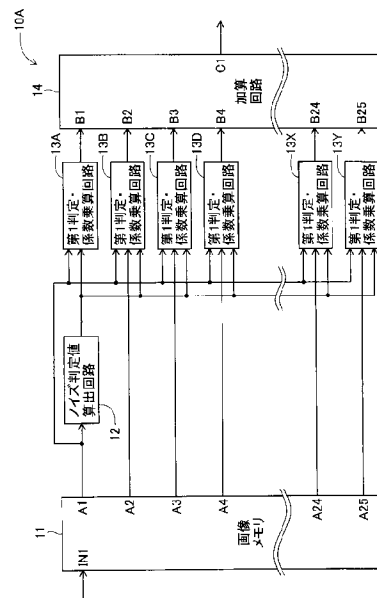 10A
11
IN1
画像
メモリ
A1
A2
A3
A4
A24
A25
ノイズ判定値
算出回路
12
13A
第1判定・
係数乗算回路
13B
第1判定・
係数乗算回路
13C
第1判定・
係数乗算回路
13D
第1判定・
係数乗算回路
13X
第1判定・
係数乗算回路
13Y
第1判定・
係数乗算回路
14
B1
B2
B3
B4
B24
B25
加算
回路
C1